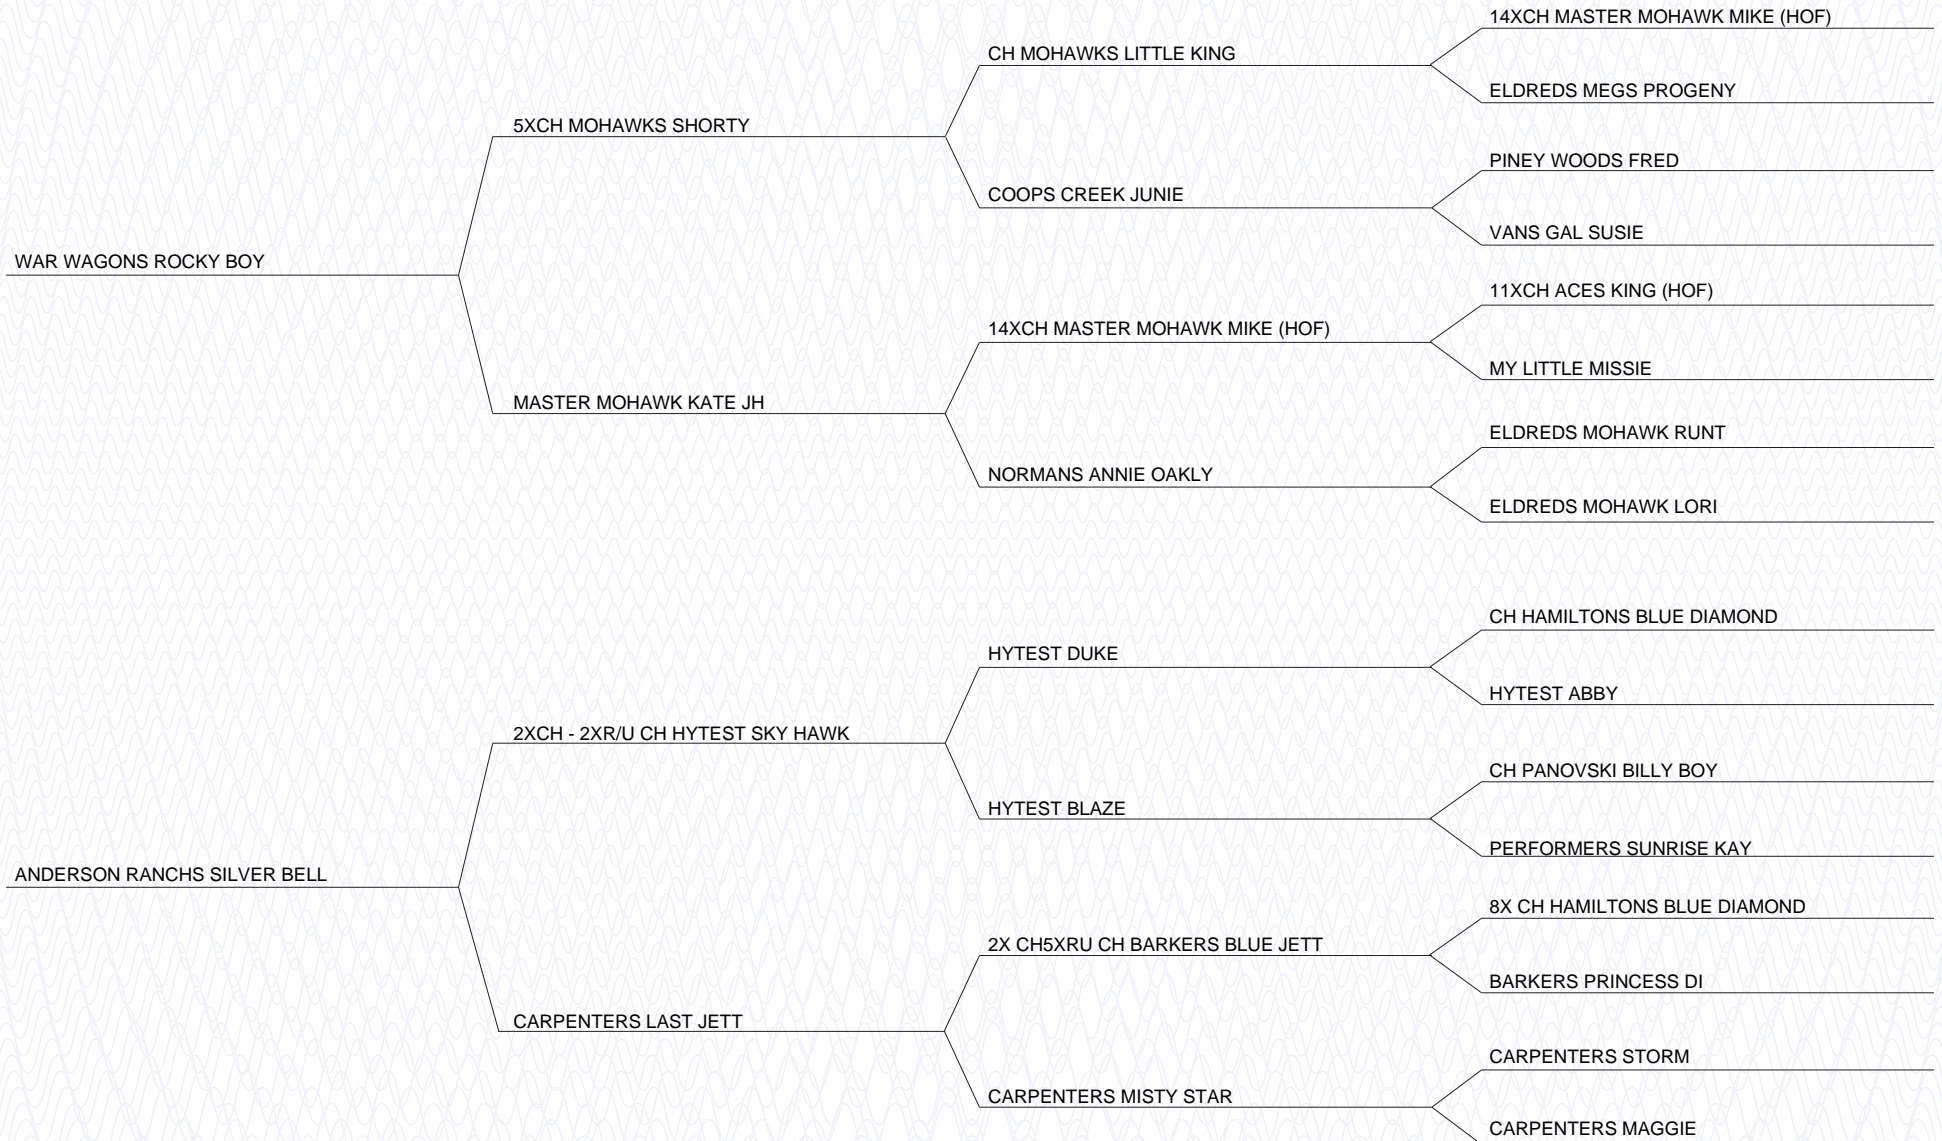 14XCH MASTER MOHAWK MIKE (HOF)
CH MOHAWKS LITTLE KING
ELDREDS MEGS PROGENY
5XCH MOHAWKS SHORTY
PINEY WOODS FRED
COOPS CREEK JUNIE
VANS GAL SUSIE
WAR WAGONS ROCKY BOY
11XCH ACES KING (HOF)
14XCH MASTER MOHAWK MIKE (HOF)
MY LITTLE MISSIE
MASTER MOHAWK KATE JH
ELDREDS MOHAWK RUNT
NORMANS ANNIE OAKLY
ELDREDS MOHAWK LORI
CH HAMILTONS BLUE DIAMOND
HYTEST DUKE
HYTEST ABBY
2XCH - 2XR/U CH HYTEST SKY HAWK
CH PANOVSKI BILLY BOY
HYTEST BLAZE
PERFORMERS SUNRISE KAY
ANDERSON RANCHS SILVER BELL
8X CH HAMILTONS BLUE DIAMOND
2X CH5XRU CH BARKERS BLUE JETT
BARKERS PRINCESS DI
CARPENTERS LAST JETT
CARPENTERS STORM
CARPENTERS MISTY STAR
CARPENTERS MAGGIE